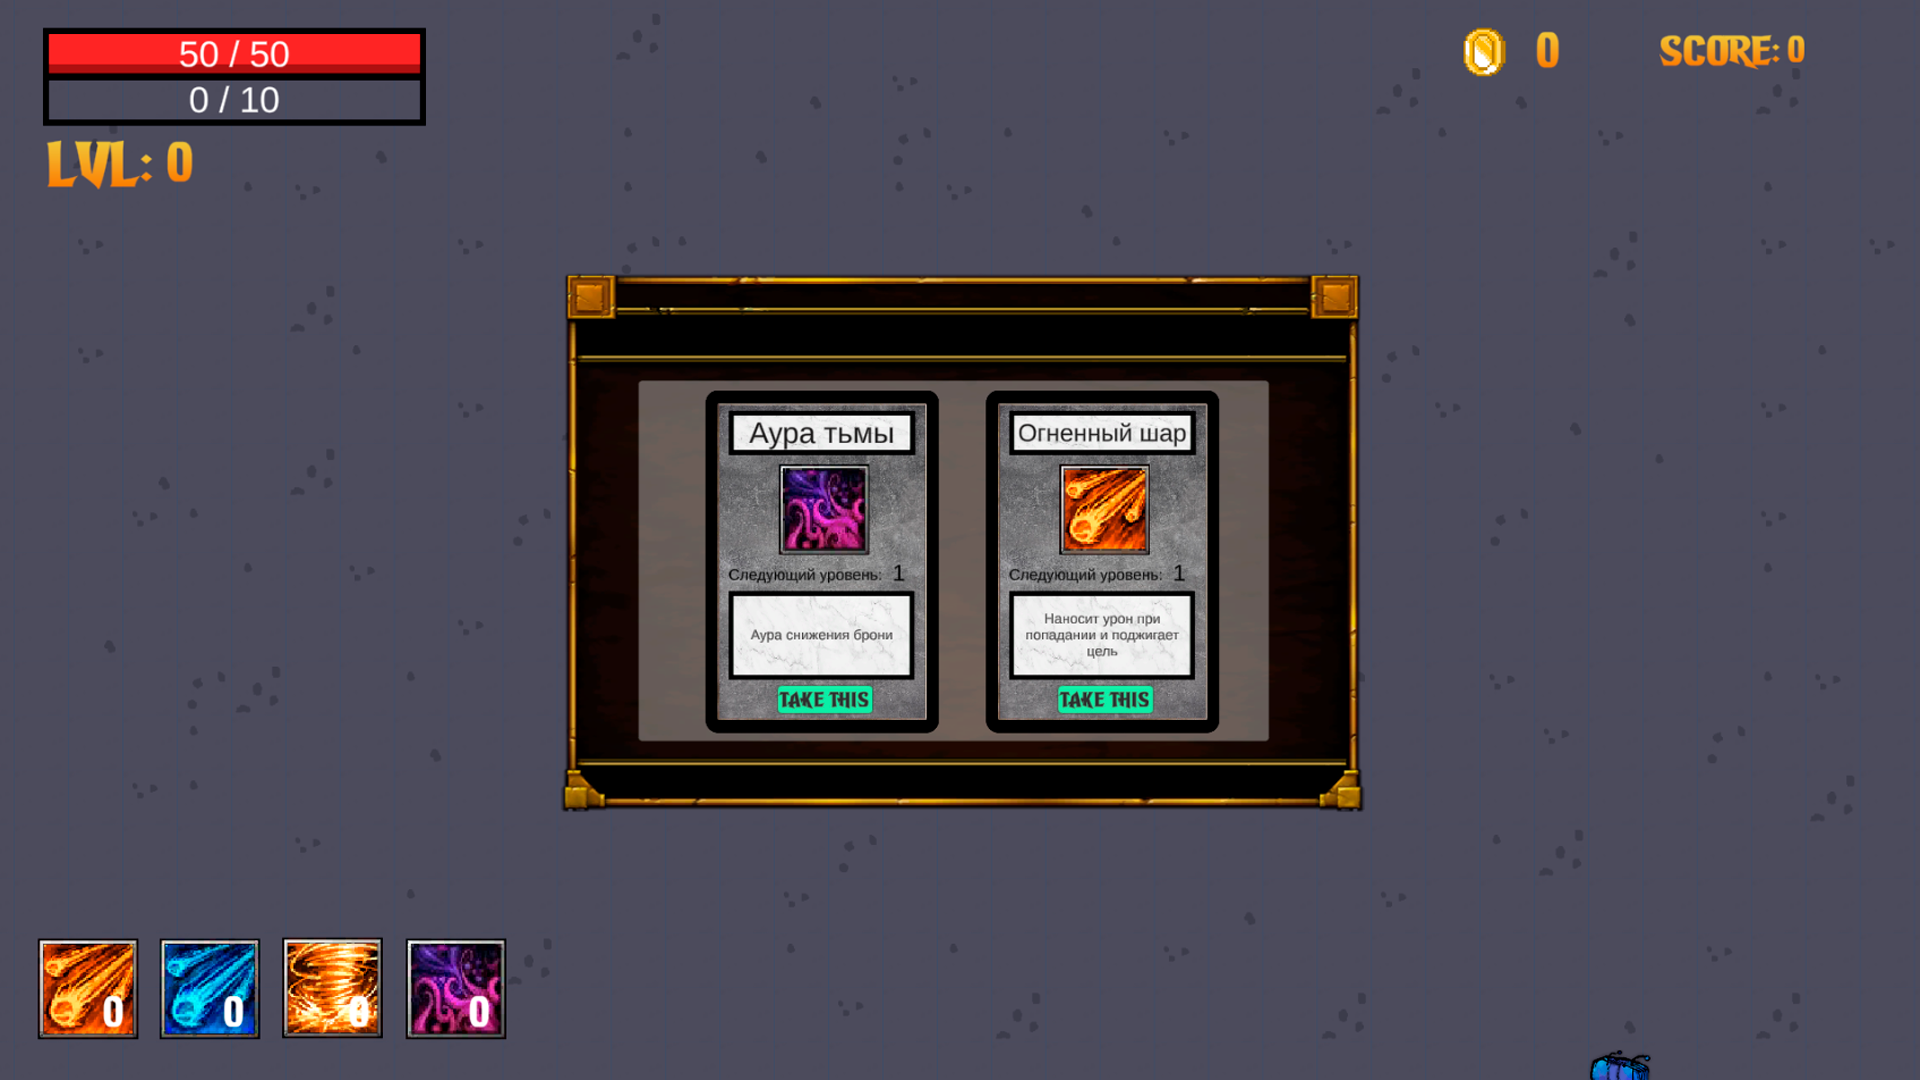 50 / 50
0 / 10
LVL: 0
0
SCORE: 0
Аура тьмы
Следующий уровень: 1
Аура снижения брони
TAKE THIS
Огненный шар
Следующий уровень: 1
Наносит урон при
попадании и поджигает
цель
TAKE THIS
0
0
0
0